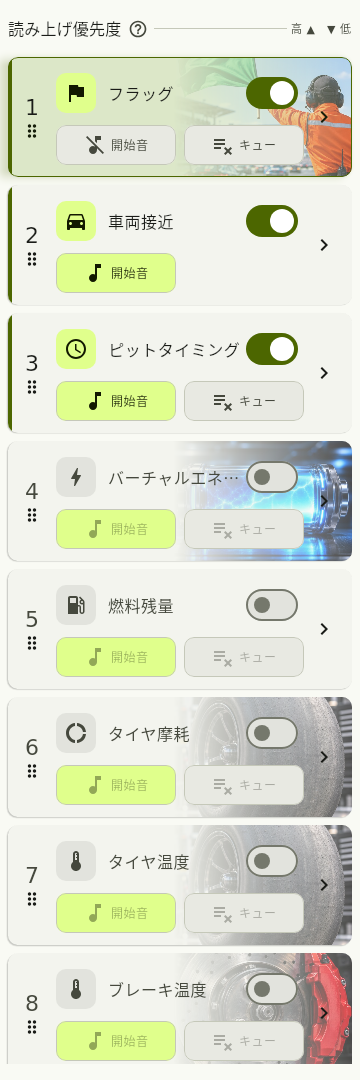 読み上げ優先度 高 ▲ ▼ 低
1 フラッグ
開始音 キュー
2 車両接近
開始音
3 ピットタイミング
開始音 キュー
4 バーチャルエネ…
開始音 キュー
5 燃料残量
開始音 キュー
6 タイヤ摩耗
開始音 キュー
7 タイヤ温度
開始音 キュー
8 ブレーキ温度
開始音 キュー